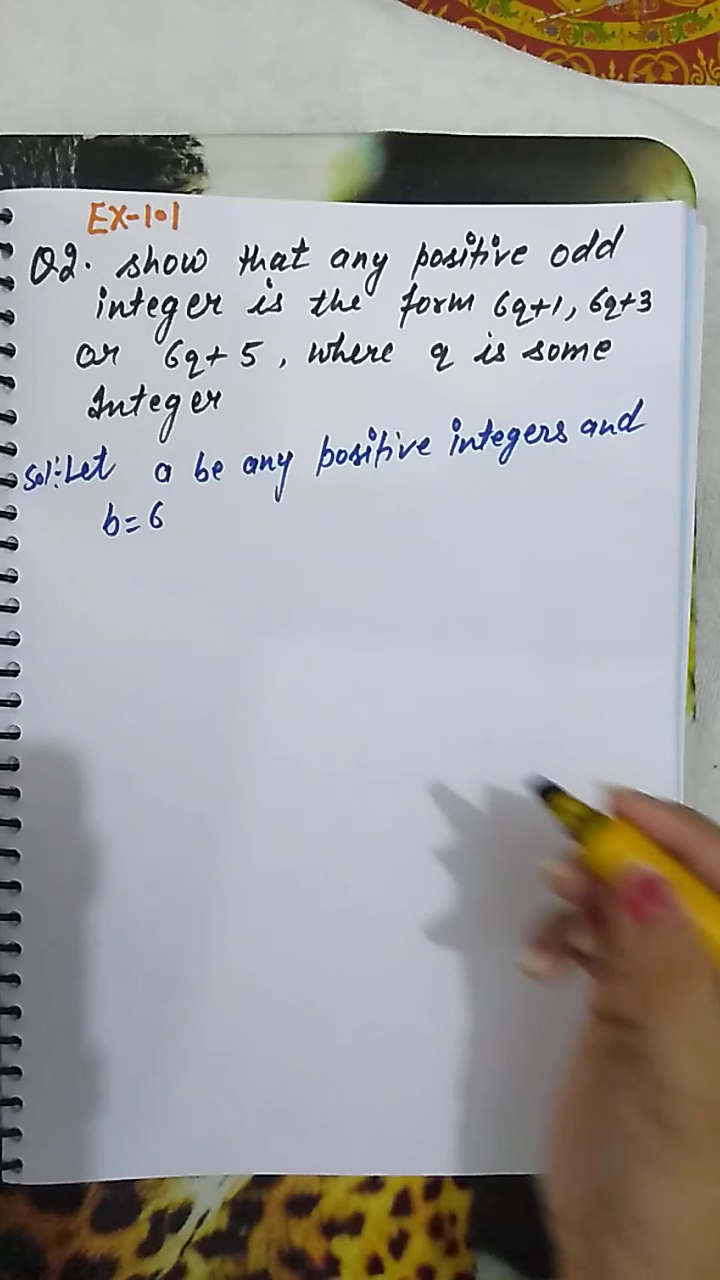 EX-1.1
Q2. show that any positive odd
integer is the form 6q+1, 6q+3
or 6q+5, where q is some
Integer
Sol:- Let a be any positive integers and
b=6